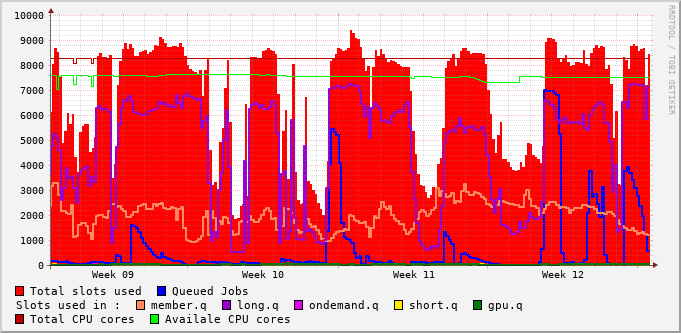 10000
9000
8000
7000
6000
5000
4000
3000
2000
1000
0
Week 09 Week 10 Week 11 Week 12
RRDTOOL / TOBI OETIKER
Total slots used Queued Jobs
Slots used in : member.q long.q ondemand.q short.q gpu.q
Total CPU cores Availale CPU cores